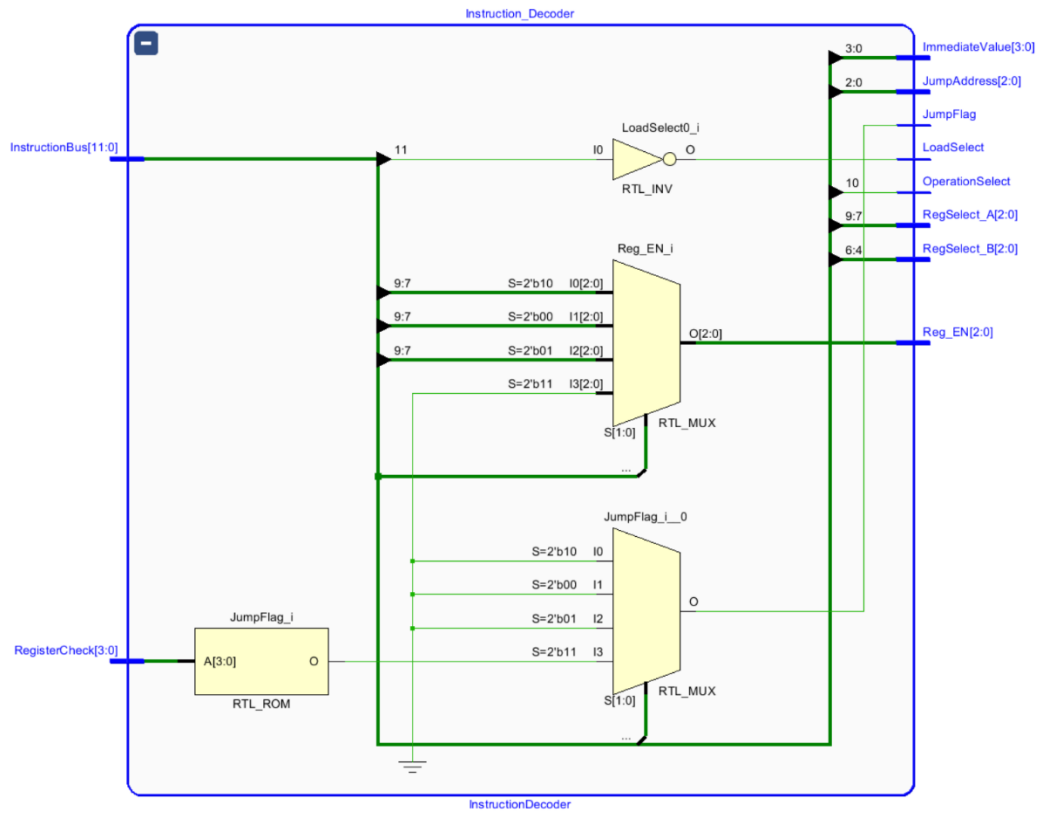 Instruction_Decoder
3:0
ImmediateValue[3:0]
2:0
JumpAddress[2:0]
JumpFlag
LoadSelect0_i
InstructionBus[11:0]
11
I0
O
LoadSelect
RTL_INV
10
OperationSelect
9:7
RegSelect_A[2:0]
6:4
RegSelect_B[2:0]
Reg_EN_i
9:7
S=2'b10
I0[2:0]
9:7
S=2'b00
I1[2:0]
O[2:0]
Reg_EN[2:0]
9:7
S=2'b01
I2[2:0]
S=2'b11
I3[2:0]
RTL_MUX
S[1:0]
...
JumpFlag_i__0
S=2'b10
I0
S=2'b00
I1
O
S=2'b01
I2
JumpFlag_i
RegisterCheck[3:0]
A[3:0]
O
S=2'b11
I3
RTL_MUX
S[1:0]
RTL_ROM
...
InstructionDecoder